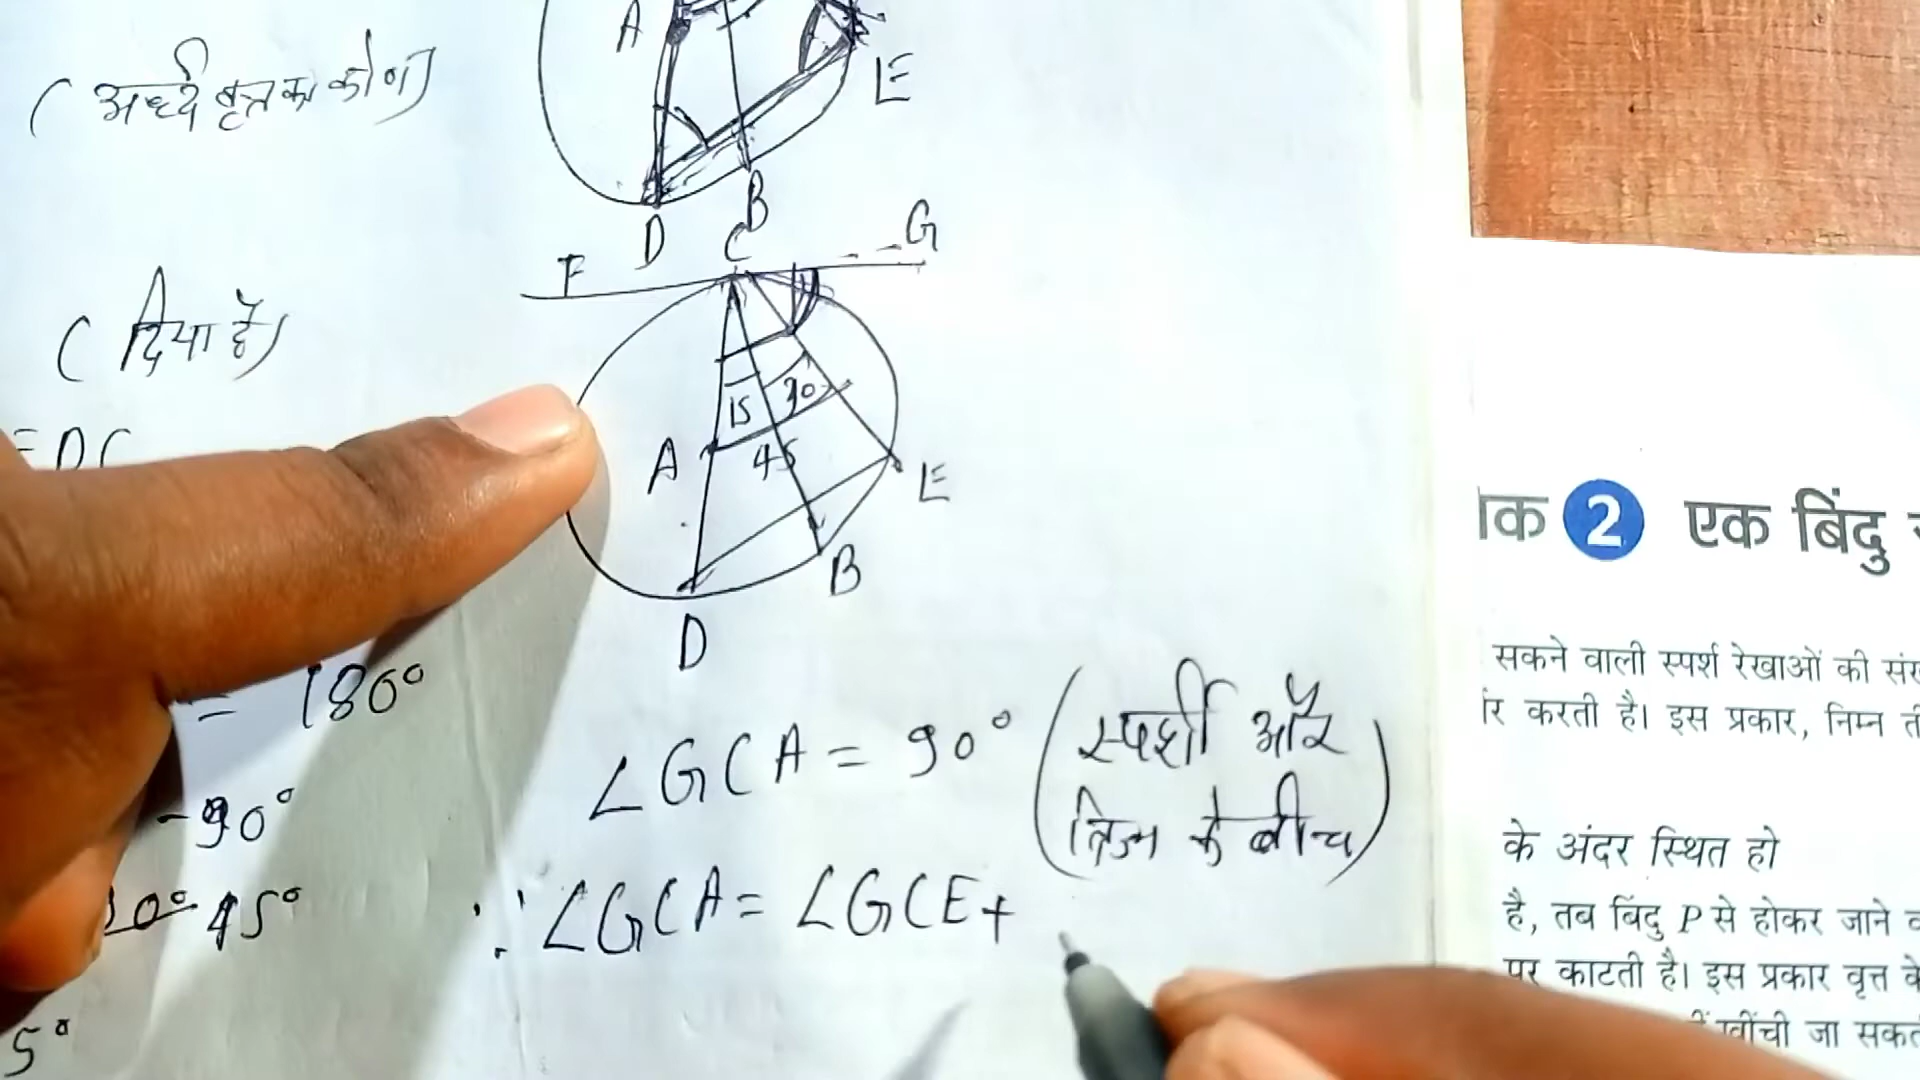 A
E
( अर्ध्द वृत्त का कोण)
D
B
C
G
F
( दिया है)
15
30
A
45
E
B
D
= 180°
∠GCA = 90° (स्पर्शी और
त्रिज्या के बीच)
-90°
45°
∴ ∠GCA = ∠GCE+
5°
2 एक बिंदु
सकने वाली स्पर्श रेखाओं की
करती है। इस प्रकार, निम्न
के अंदर स्थित हो
है, तब बिंदु P से होकर जाने
पर काटती है। इस प्रकार वृत्त
खींची जा